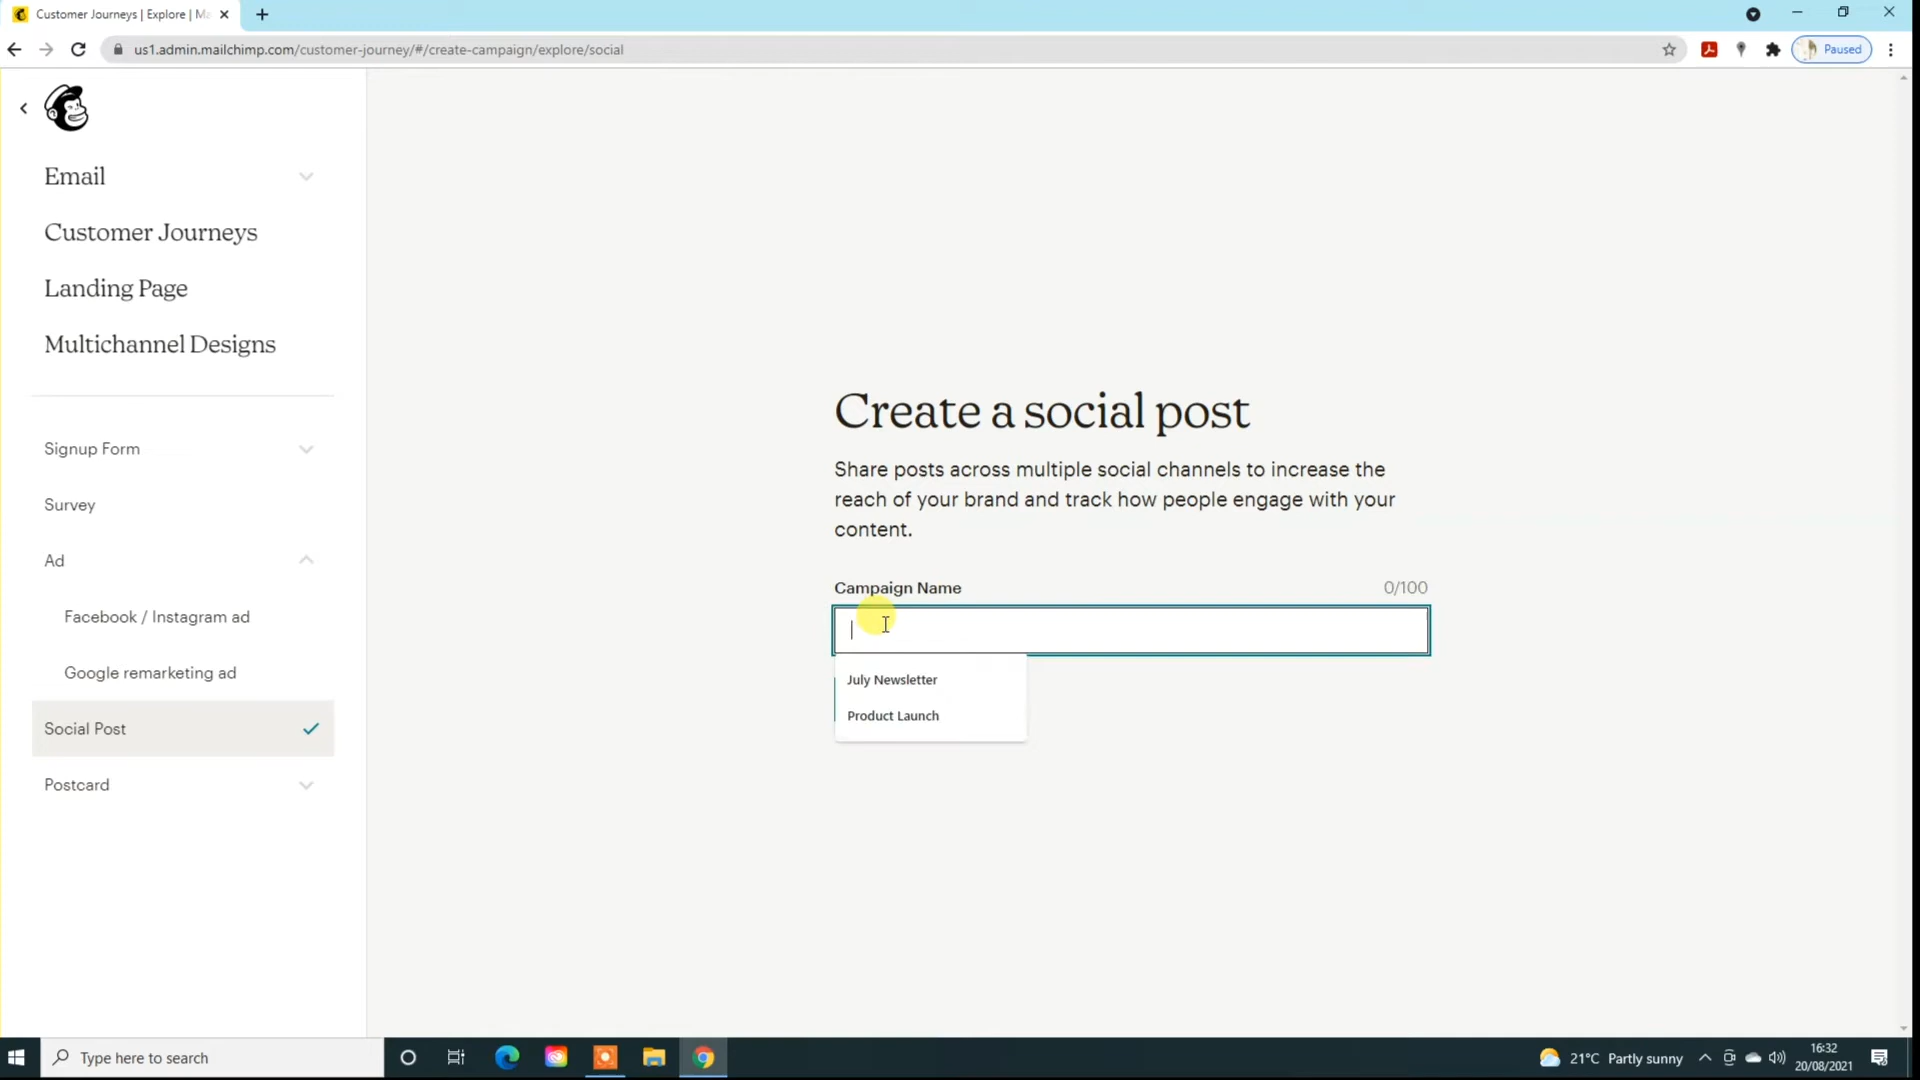 Customer Journeys | Explore | M
us1.admin.mailchimp.com/customer-journey/#/create-campaign/explore/social
Paused
Email
Customer Journeys
Landing Page
Multichannel Designs
Signup Form
Survey
Ad
Facebook / Instagram ad
Google remarketing ad
Social Post
Postcard
Create a social post
Share posts across multiple social channels to increase the
reach of your brand and track how people engage with your
content.
Campaign Name
0/100
July Newsletter
Product Launch
Type here to search
21°C Partly sunny
16:32
20/08/2021